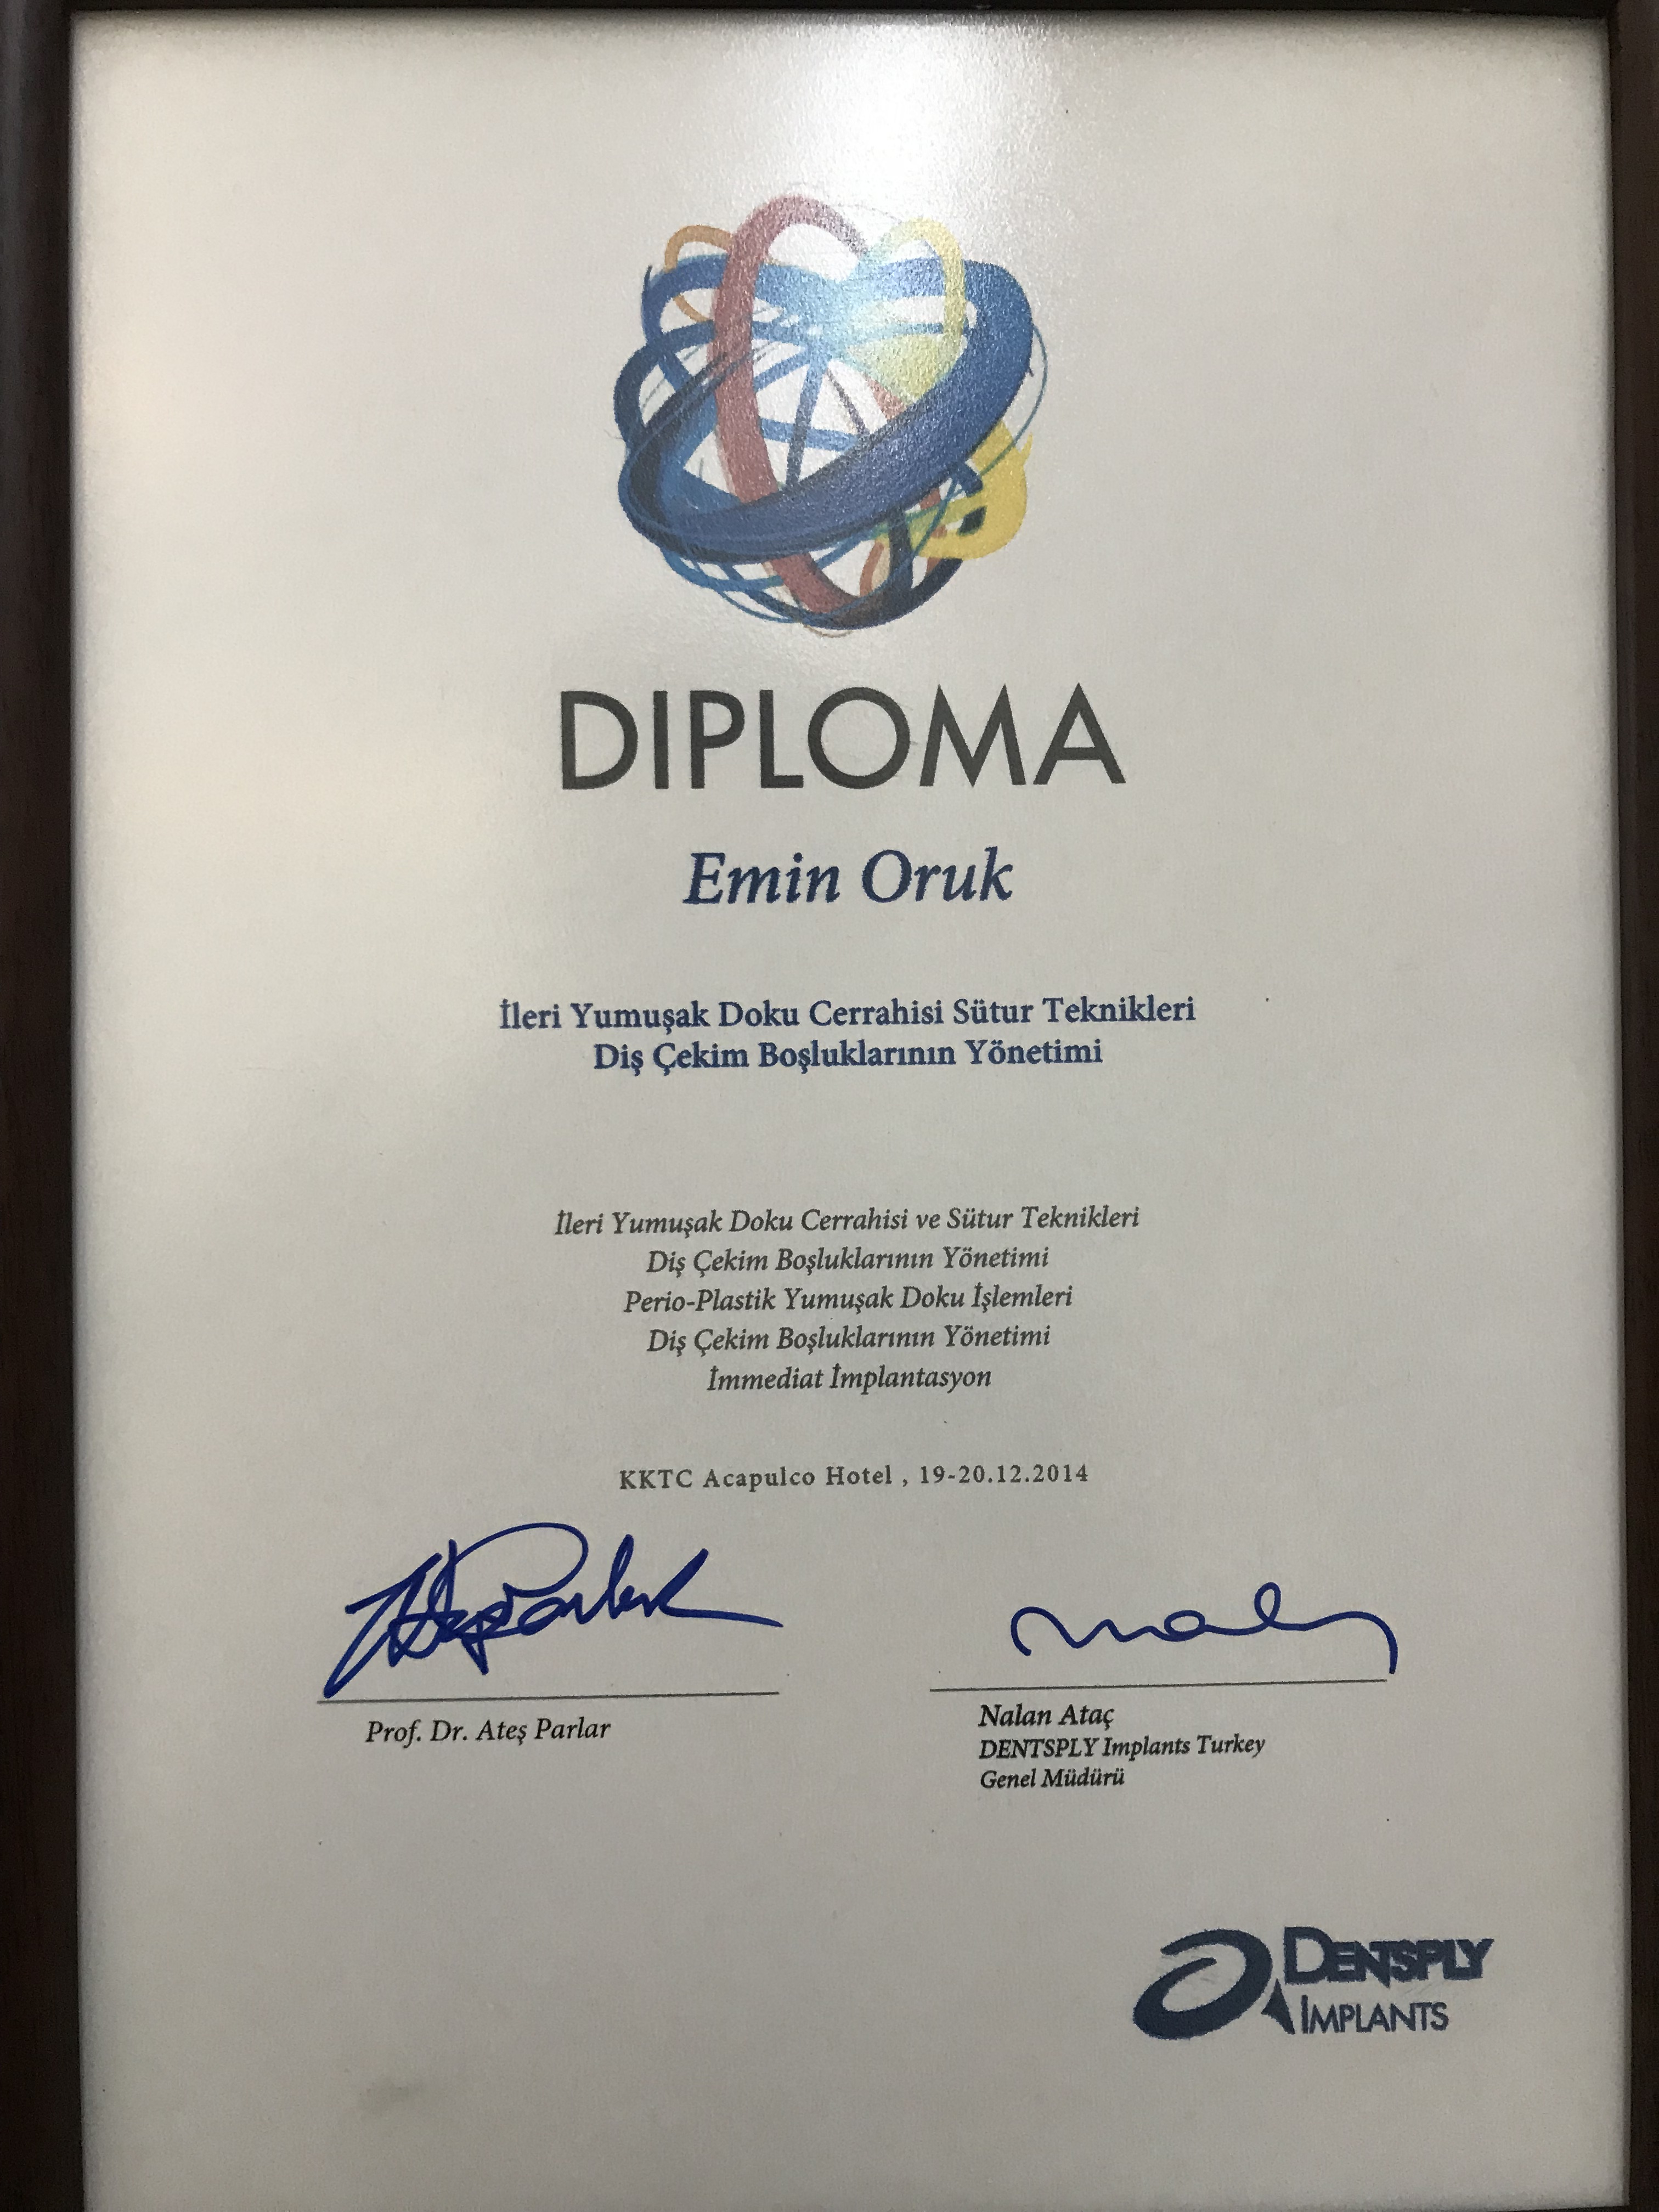 DIPLOMA
Emin Oruk
İleri Yumuşak Doku Cerrahisi Sütur Teknikleri
Diş Çekim Boşluklarının Yönetimi
İleri Yumuşak Doku Cerrahisi ve Sütur Teknikleri
Diş Çekim Boşluklarının Yönetimi
Perio-Plastik Yumuşak Doku İşlemleri
Diş Çekim Boşluklarının Yönetimi
İmmediat İmplantasyon
KKTC Acapulco Hotel , 19-20.12.2014
Prof. Dr. Ateş Parlar
Nalan Ataç
DENTSPLY Implants Turkey
Genel Müdürü
DENTSPLY
IMPLANTS